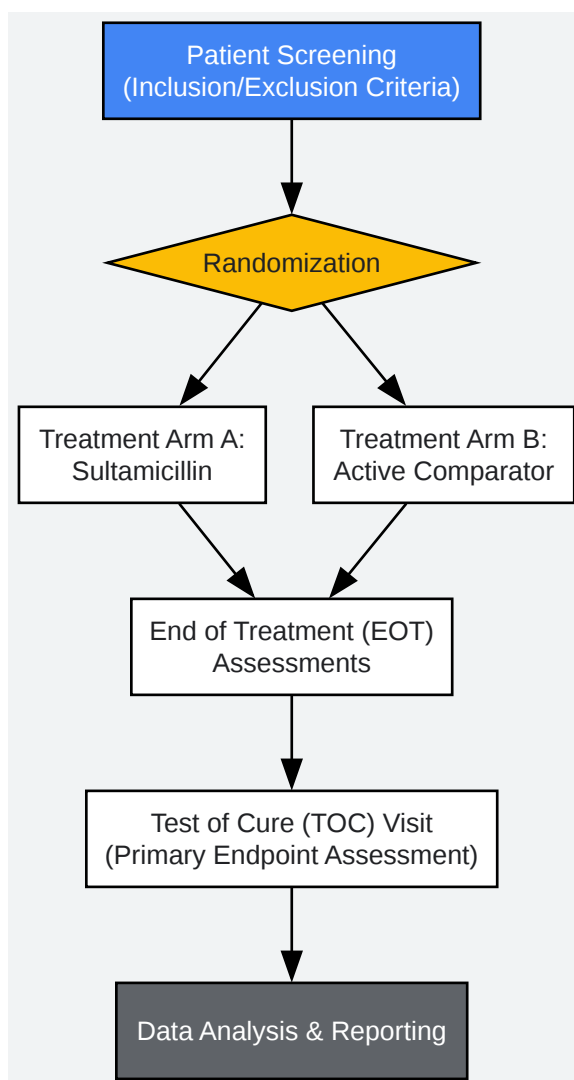 Patient Screening
(Inclusion/Exclusion Criteria)
Randomization
Treatment Arm A:
Sultamicillin
Treatment Arm B:
Active Comparator
End of Treatment (EOT)
Assessments
Test of Cure (TOC) Visit
(Primary Endpoint Assessment)
Data Analysis & Reporting